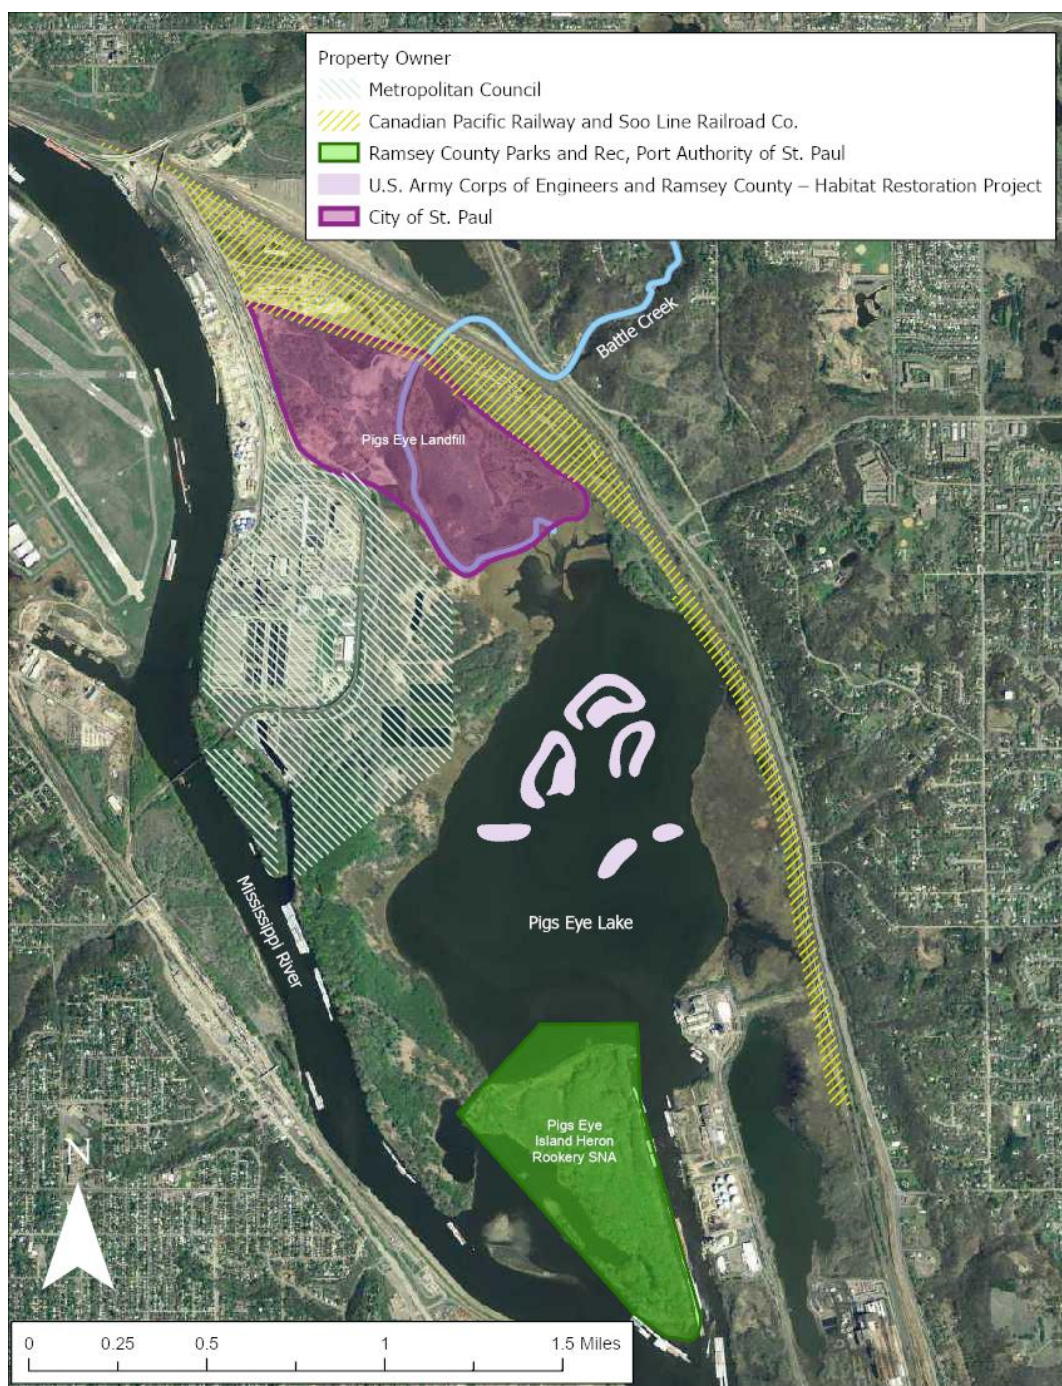 Property Owner
Metropolitan Council
Canadian Pacific Railway and Soo Line Railroad Co.
Ramsey County Parks and Rec, Port Authority of St. Paul
U.S. Army Corps of Engineers and Ramsey County – Habitat Restoration Project
City of St. Paul
Battle Creek
Pigs Eye Landfill
Mississippi River
Pigs Eye Lake
Pigs Eye
Island Heron
Rookery SNA
N
0 0.25 0.5 1 1.5 Miles